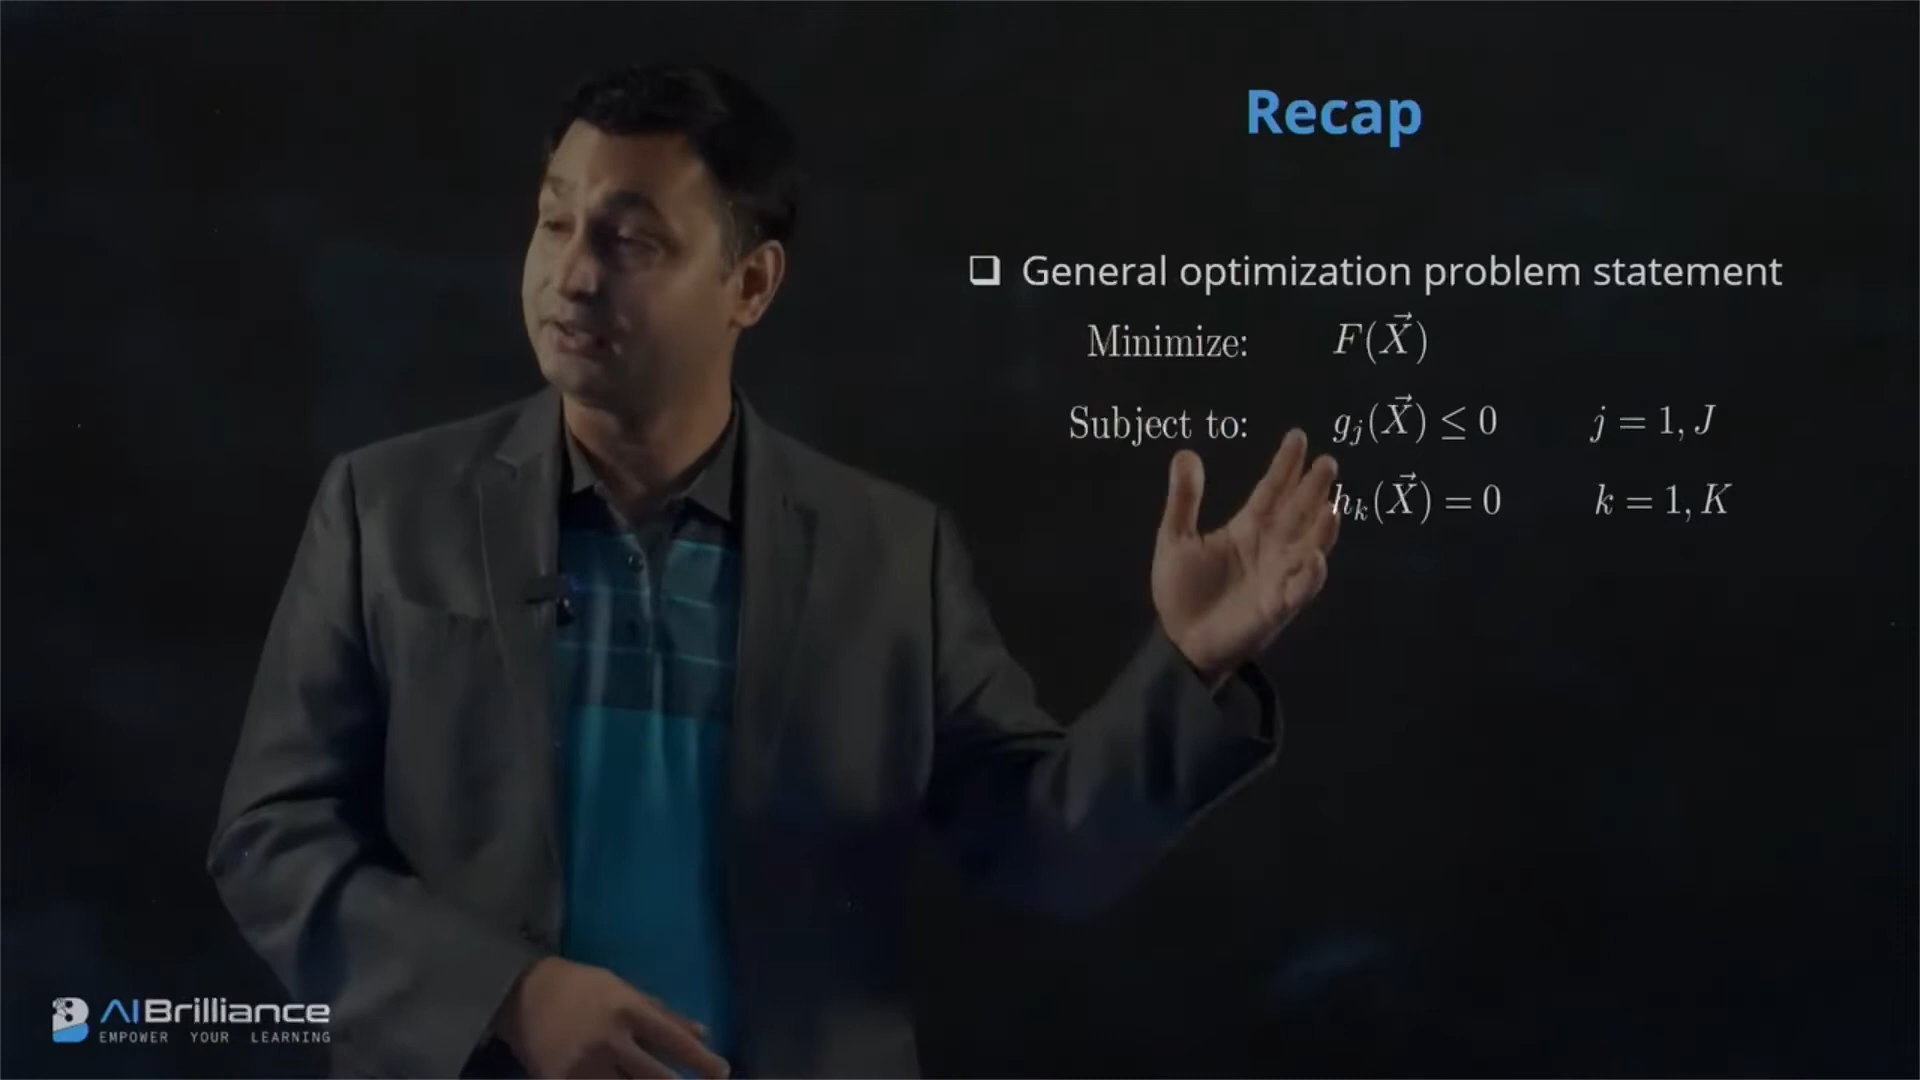 Recap
❑ General optimization problem statement
Minimize: F(X⃗)
Subject to: g_j(X⃗) ≤ 0 j = 1, J
h_k(X⃗) = 0 k = 1, K
AIBrilliance
EMPOWER YOUR LEARNING